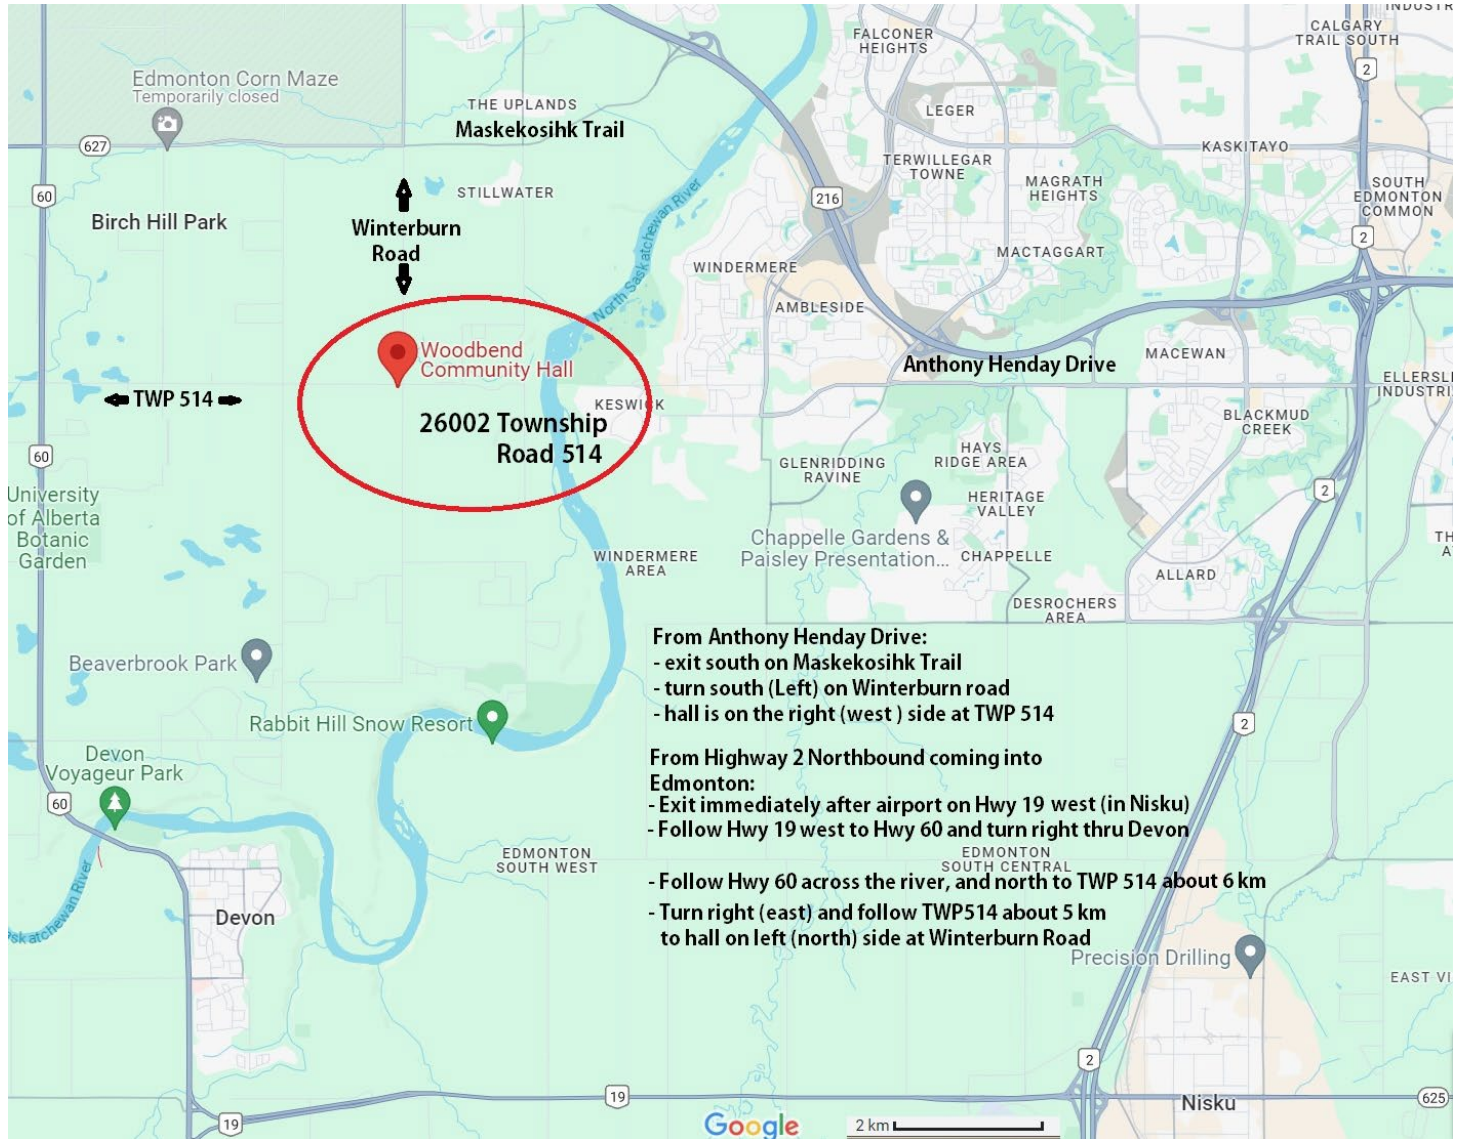 INDUSTR
CALGARY
TRAIL SOUTH
FALCONER
HEIGHTS
2
Edmonton Corn Maze
Temporarily closed
THE UPLANDS
Maskekosihk Trail
LEGER
627
KASKITAYO
TERWILLEGAR
TOWNE
MAGRATH
HEIGHTS
SOUTH
EDMONTON
COMMON
60
STILLWATER
216
Birch Hill Park
Winterburn
Road
North Saskatchewan River
2
MACTAGGART
WINDERMERE
AMBLESIDE
Woodbend
Community Hall
MACEWAN
Anthony Henday Drive
ELLERSLI
INDUSTRI
TWP 514
KESWICK
26002 Township
Road 514
BLACKMUD
CREEK
60
HAYS
RIDGE AREA
GLENRIDDING
RAVINE
2
University
of Alberta
Botanic
Garden
HERITAGE
VALLEY
Chappelle Gardens &
Paisley Presentation...
CHAPPELLE
WINDERMERE
AREA
TH
A
ALLARD
DESROCHERS
AREA
From Anthony Henday Drive:
- exit south on Maskekosihk Trail
- turn south (Left) on Winterburn road
- hall is on the right (west ) side at TWP 514
Beaverbrook Park
Rabbit Hill Snow Resort
2
Devon
Voyageur Park
From Highway 2 Northbound coming into
Edmonton:
- Exit immediately after airport on Hwy 19 west (in Nisku)
- Follow Hwy 19 west to Hwy 60 and turn right thru Devon
60
EDMONTON
SOUTH WEST
EDMONTON
SOUTH CENTRAL
- Follow Hwy 60 across the river, and north to TWP 514 about 6 km
- Turn right (east) and follow TWP514 about 5 km
to hall on left (north) side at Winterburn Road
Devon
skatchewan River
Precision Drilling
EAST VI
2
19
Nisku
625
19
Google
2 km